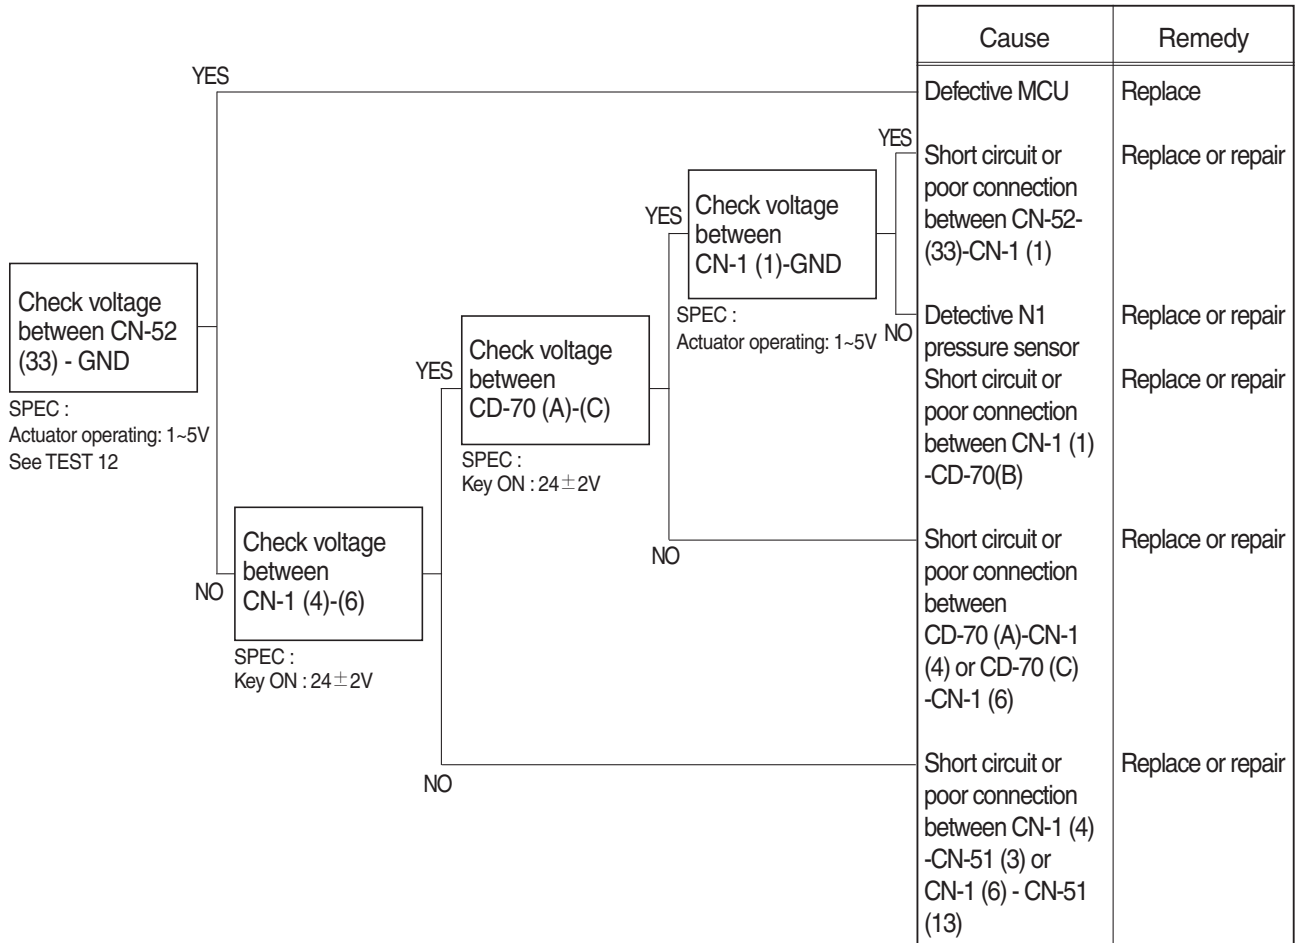 Cause
Remedy
YES
Defective MCU
Replace
YES
Short circuit or
poor connection
between CN-52-
(33)-CN-1 (1)
Replace or repair
YES
Check voltage
between
CN-1 (1)-GND
SPEC :
Actuator operating: 1~5V
NO
Detective N1
pressure sensor
Replace or repair
Short circuit or
poor connection
between CN-1 (1)
-CD-70(B)
Replace or repair
Check voltage
between CN-52
(33) - GND
SPEC :
Actuator operating: 1~5V
See TEST 12
YES
Check voltage
between
CD-70 (A)-(C)
SPEC :
Key ON : 24±2V
NO
Short circuit or
poor connection
between
CD-70 (A)-CN-1
(4) or CD-70 (C)
-CN-1 (6)
Replace or repair
NO
Check voltage
between
CN-1 (4)-(6)
SPEC :
Key ON : 24±2V
NO
Short circuit or
poor connection
between CN-1 (4)
-CN-51 (3) or
CN-1 (6) - CN-51
(13)
Replace or repair